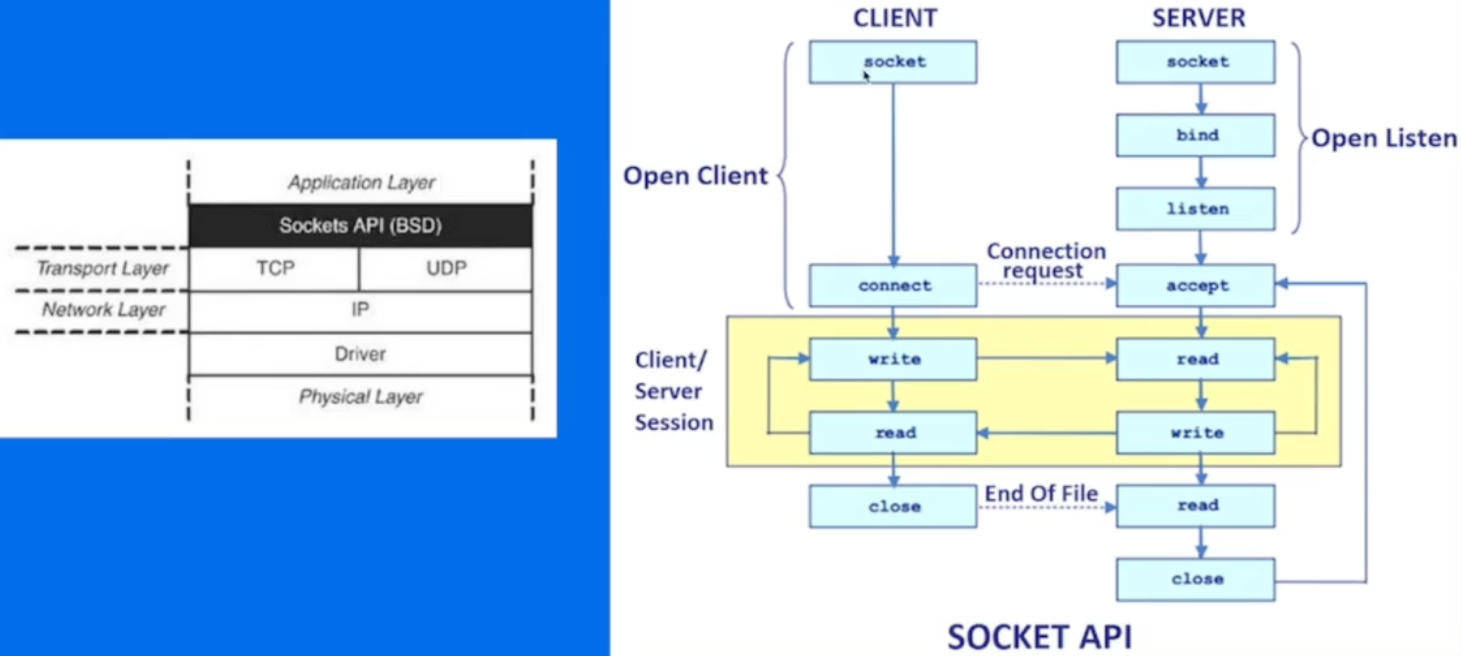 Application Layer
Sockets API (BSD)
Transport Layer
TCP
UDP
Network Layer
IP
Driver
Physical Layer
CLIENT
SERVER
socket
socket
bind
Open Listen
Open Client
listen
Connection
request
connect
accept
Client/
Server
Session
write
read
read
write
close
End Of File
read
close
SOCKET API